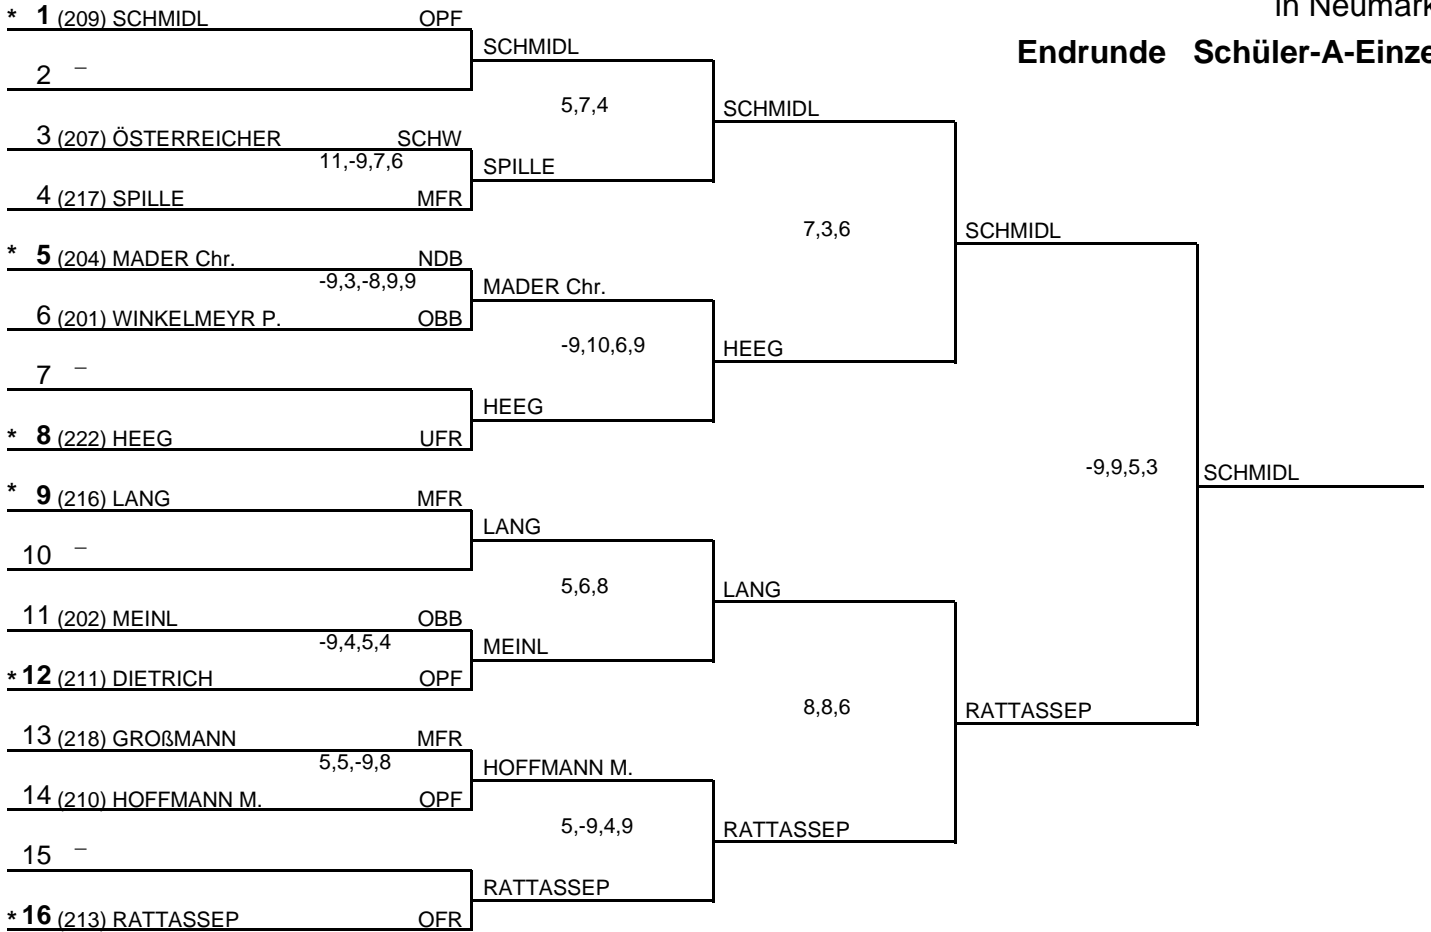 in Neumark
Endrunde Schüler-A-Einze
* 1 (209) SCHMIDL OPF
SCHMIDL
2 –
5,7,4
SCHMIDL
3 (207) ÖSTERREICHER SCHW
11,-9,7,6
SPILLE
4 (217) SPILLE MFR
7,3,6
SCHMIDL
* 5 (204) MADER Chr. NDB
-9,3,-8,9,9
MADER Chr.
6 (201) WINKELMEYR P. OBB
-9,10,6,9
HEEG
7 –
HEEG
* 8 (222) HEEG UFR
-9,9,5,3
SCHMIDL
* 9 (216) LANG MFR
LANG
10 –
5,6,8
LANG
11 (202) MEINL OBB
-9,4,5,4
MEINL
* 12 (211) DIETRICH OPF
8,8,6
RATTASSEP
13 (218) GROßMANN MFR
5,5,-9,8
HOFFMANN M.
14 (210) HOFFMANN M. OPF
5,-9,4,9
RATTASSEP
15 –
RATTASSEP
* 16 (213) RATTASSEP OFR